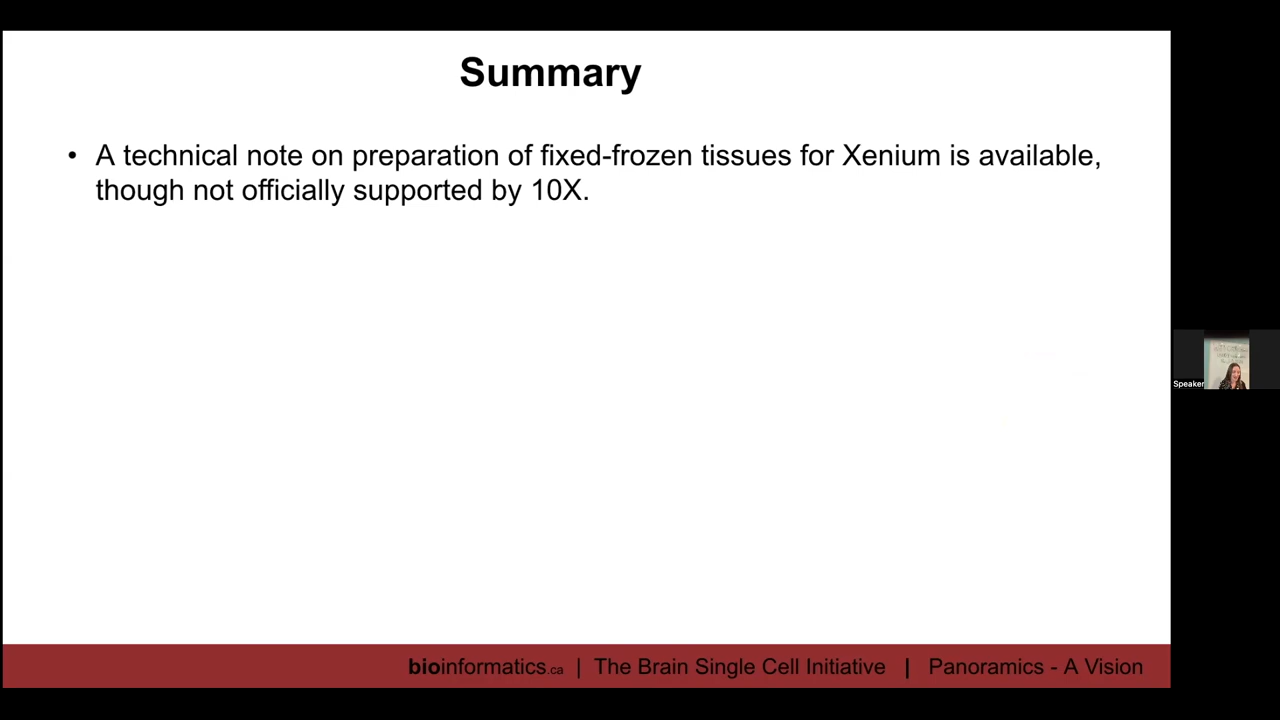 Summary
• A technical note on preparation of fixed-frozen tissues for Xenium is available,
though not officially supported by 10X.
Speaker
bioinformatics.ca | The Brain Single Cell Initiative | Panoramics - A Vision